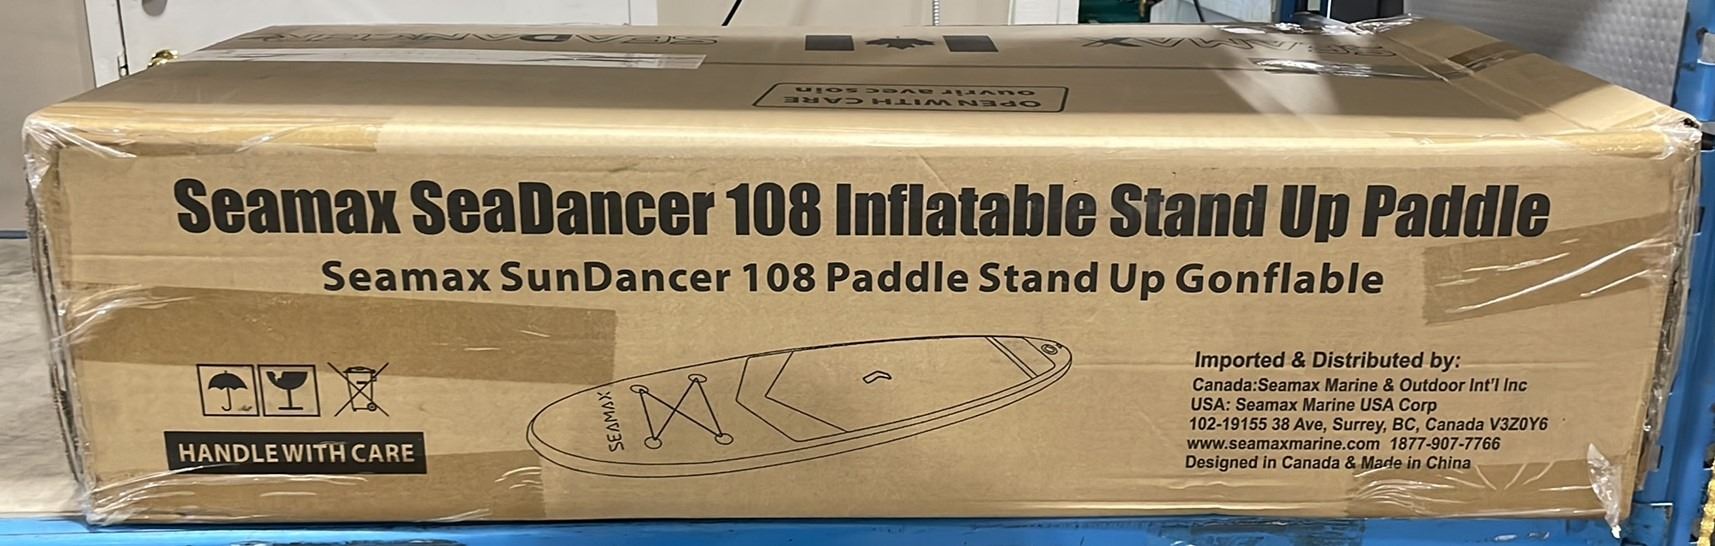 SEADANCER
SEAMAX
OPEN WITH CARE
ouvrir avec soin
Seamax SeaDancer 108 Inflatable Stand Up Paddle
Seamax SunDancer 108 Paddle Stand Up Gonflable
HANDLE WITH CARE
SEAMAX
Imported & Distributed by:
Canada:Seamax Marine & Outdoor Int'l Inc
USA: Seamax Marine USA Corp
102-19155 38 Ave, Surrey, BC, Canada V3Z0Y6
www.seamaxmarine.com 1877-907-7766
Designed in Canada & Made in China